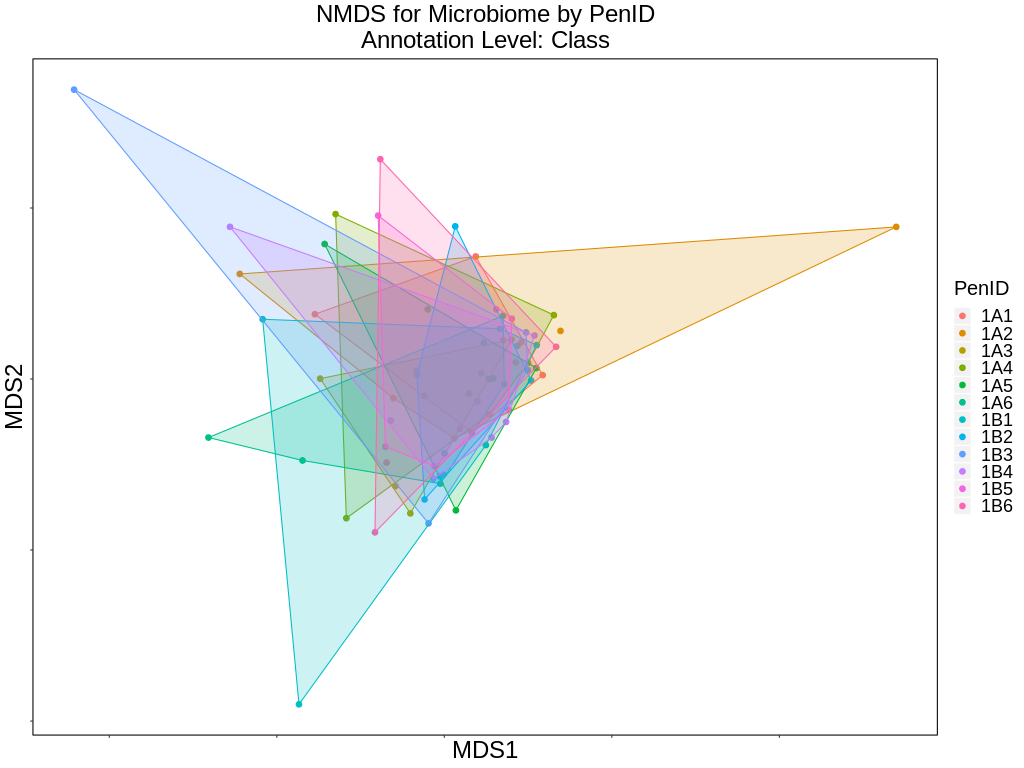 NMDS for Microbiome by PenID
Annotation Level: Class
MDS2
MDS1
PenID
1A1
1A2
1A3
1A4
1A5
1A6
1B1
1B2
1B3
1B4
1B5
1B6